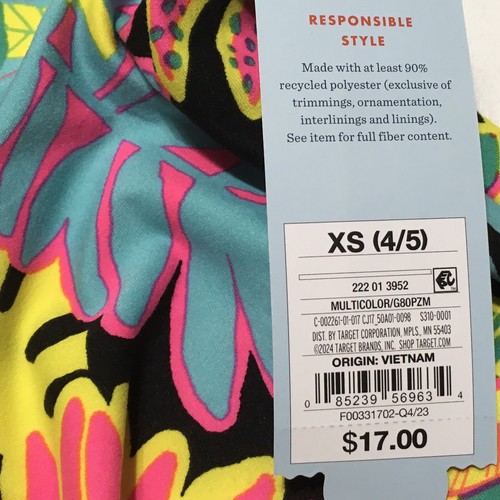 RESPONSIBLE
STYLE
Made with at least 90%
recycled polyester (exclusive of
trimmings, ornamentation,
interlinings and linings).
See item for full fiber content.
XS (4/5)
222 01 3952
MULTICOLOR/G80PZM
C-002261-01-017 CJ17_50A01-0098 S310-0001
DIST. BY TARGET CORPORATION, MPLS., MN 55403
©2024 TARGET BRANDS, INC. SHOP TARGET.COM
ORIGIN: VIETNAM
0 85239 56963 4
F00331702-Q4/23
$17.00